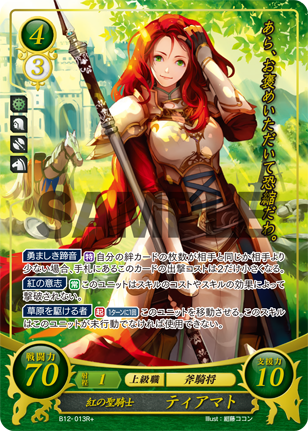 4
3
あら、お褒めいただいて恐縮だわ。
SAMPLE
勇ましき蹄音 特 自分の絆カードの枚数が相手と同じか相手より
少ない場合、手札にあるこのカードの出撃コストは2だけ小さくなる。
紅の意志 常 このユニットはスキルのコストやスキルの効果によって
撃破されない。
草原を駆ける者 起 1ターンに1回 このユニットを移動させる。このスキル
はこのユニットが未行動でなければ使用できない。
戦闘力
70
射程 1
上級職
斧騎将
支援力
10
紅の聖騎士 ティアマト
B12-013R+
Illust.:紺藤ココン